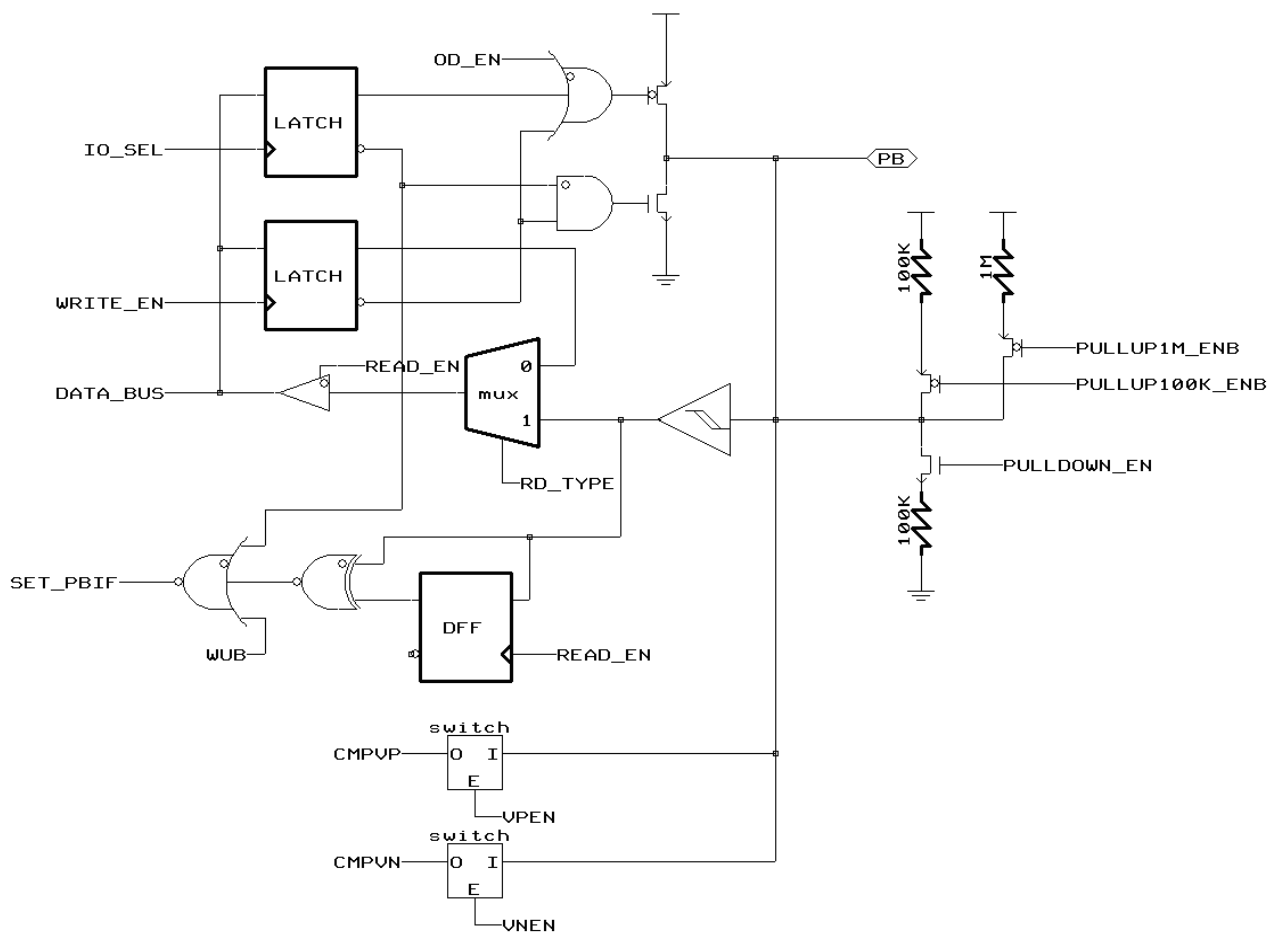 OD_EN
LATCH
IO_SEL
PB
LATCH
WRITE_EN
100K
1M
READ_EN
0
PULLUP1M_ENB
DATA_BUS
mux
PULLUP100K_ENB
1
RD_TYPE
PULLDOWN_EN
100K
SET_PBIF
DFF
WUB
READ_EN
switch
CMPVP
O I
E
VPEN
switch
CMPVN
O I
E
VNEN